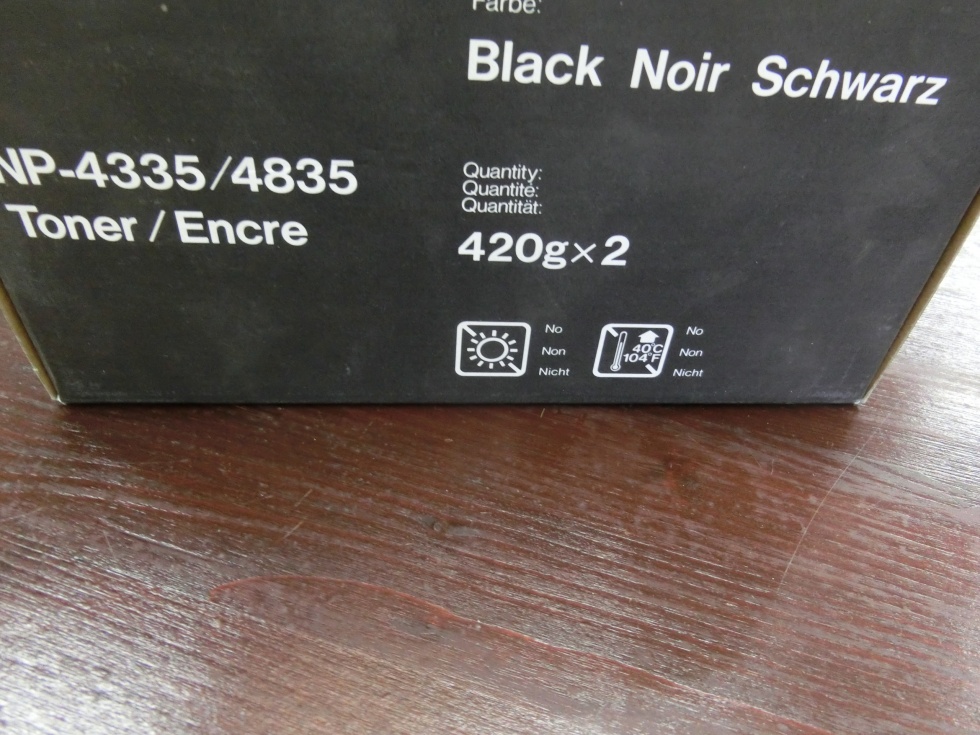 Farbe:
Black Noir Schwarz
NP-4335/4835
Toner / Encre
Quantity:
Quantité:
Quantität:
420g×2
No
Non
Nicht
40°C
104°F
No
Non
Nicht